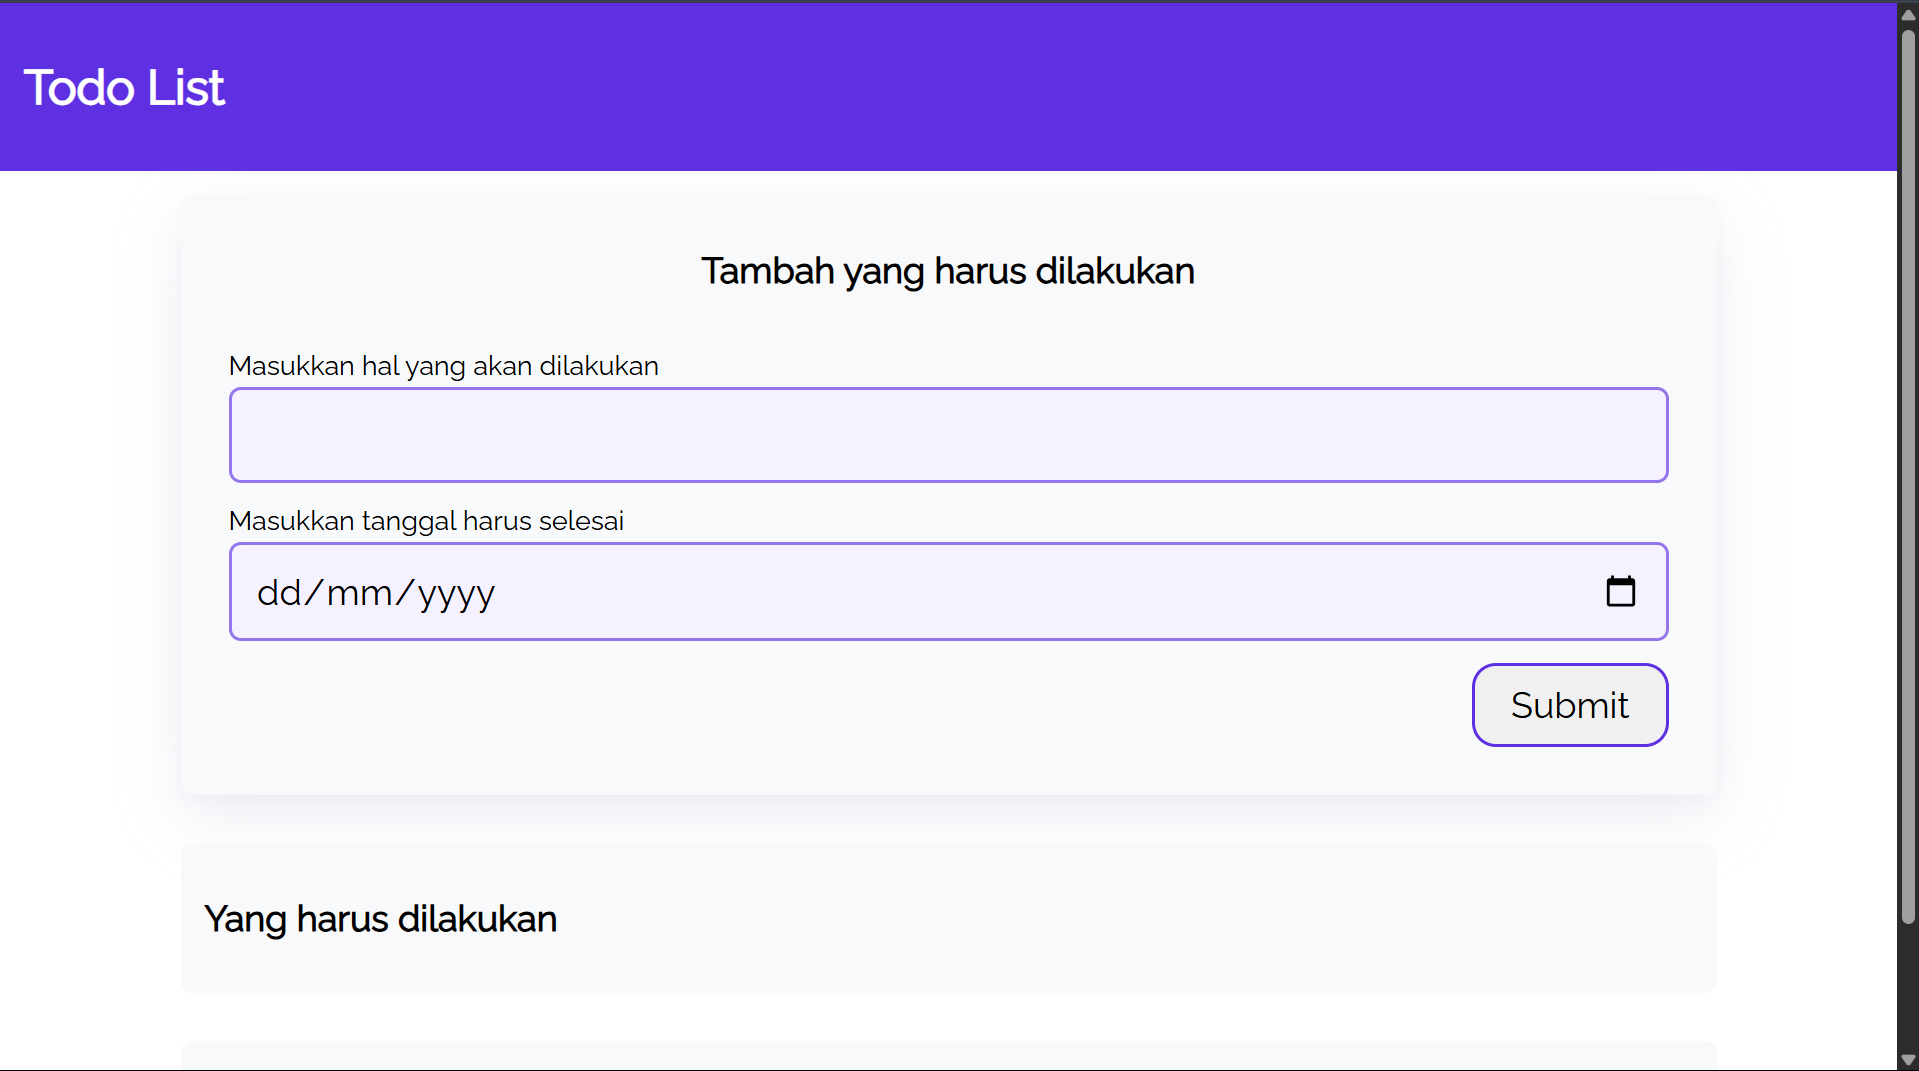 Todo List
Tambah yang harus dilakukan
Masukkan hal yang akan dilakukan
Masukkan tanggal harus selesai
dd/mm/yyyy
Submit
Yang harus dilakukan